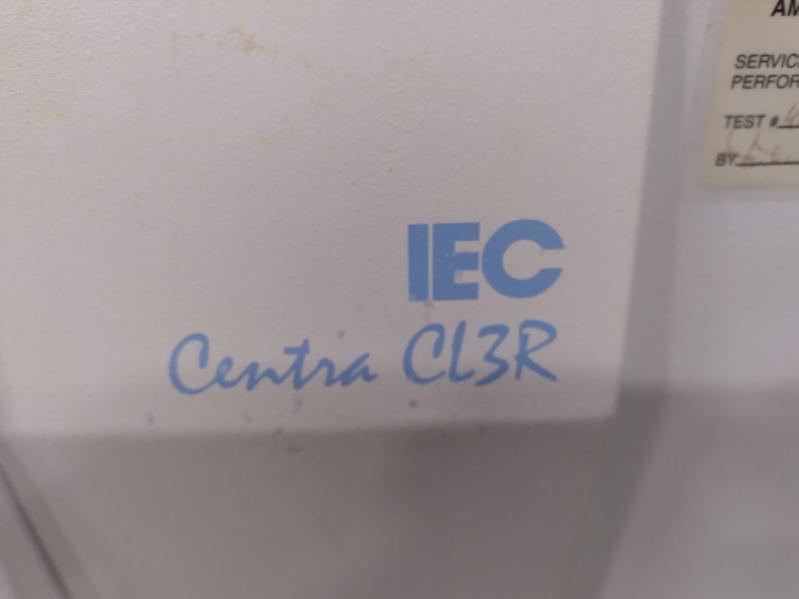 IEC
Centra CL3R
AM
SERVIC
PERFOR
TEST #
BY